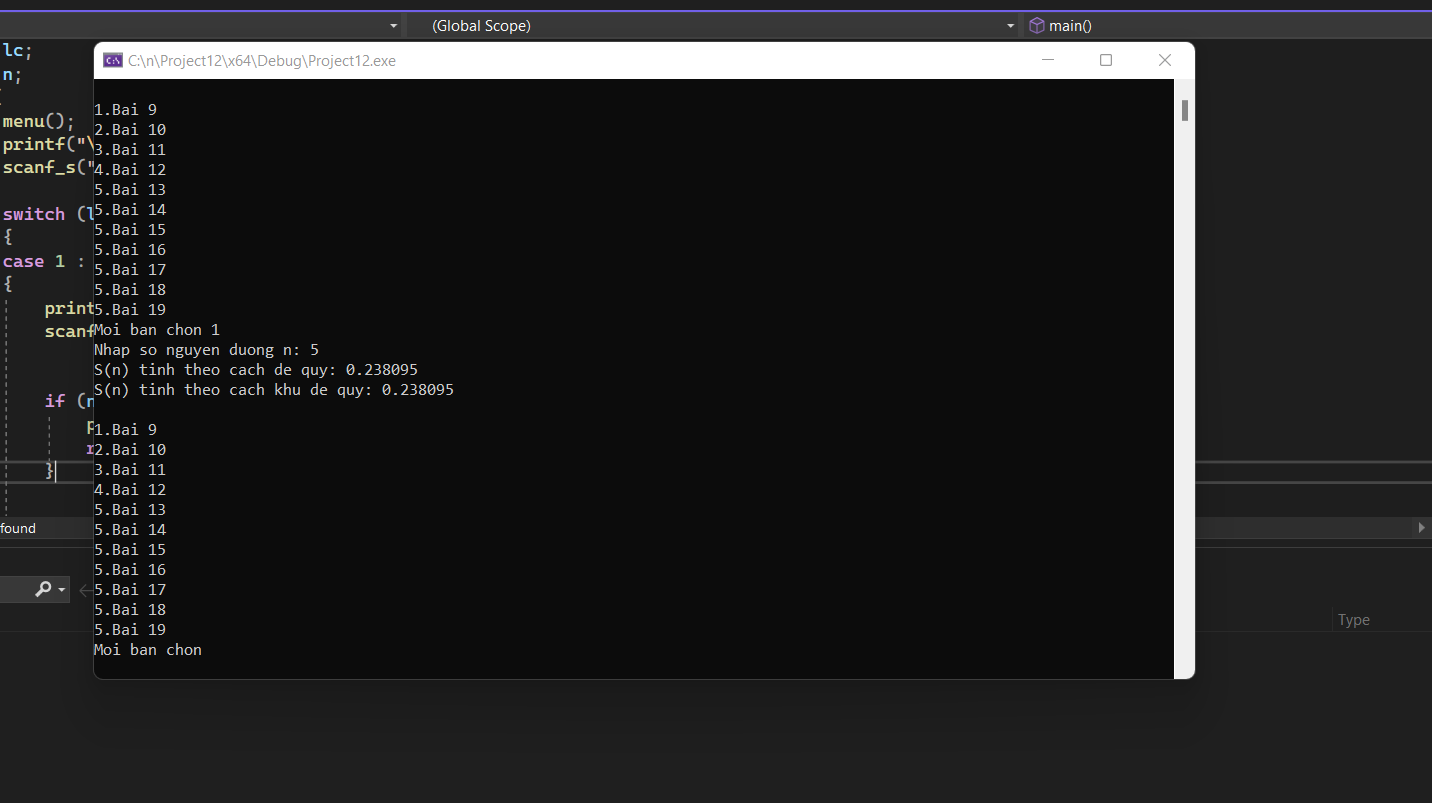 (Global Scope)
main()
lc;
n;
menu();
printf("\
scanf_s("
switch (l
{
case 1 :
{
print
scanf
if (n
}
found
Type
C:\n\Project12\x64\Debug\Project12.exe
1.Bai 9
2.Bai 10
3.Bai 11
4.Bai 12
5.Bai 13
5.Bai 14
5.Bai 15
5.Bai 16
5.Bai 17
5.Bai 18
5.Bai 19
Moi ban chon 1
Nhap so nguyen duong n: 5
S(n) tinh theo cach de quy: 0.238095
S(n) tinh theo cach khu de quy: 0.238095
1.Bai 9
2.Bai 10
3.Bai 11
4.Bai 12
5.Bai 13
5.Bai 14
5.Bai 15
5.Bai 16
5.Bai 17
5.Bai 18
5.Bai 19
Moi ban chon